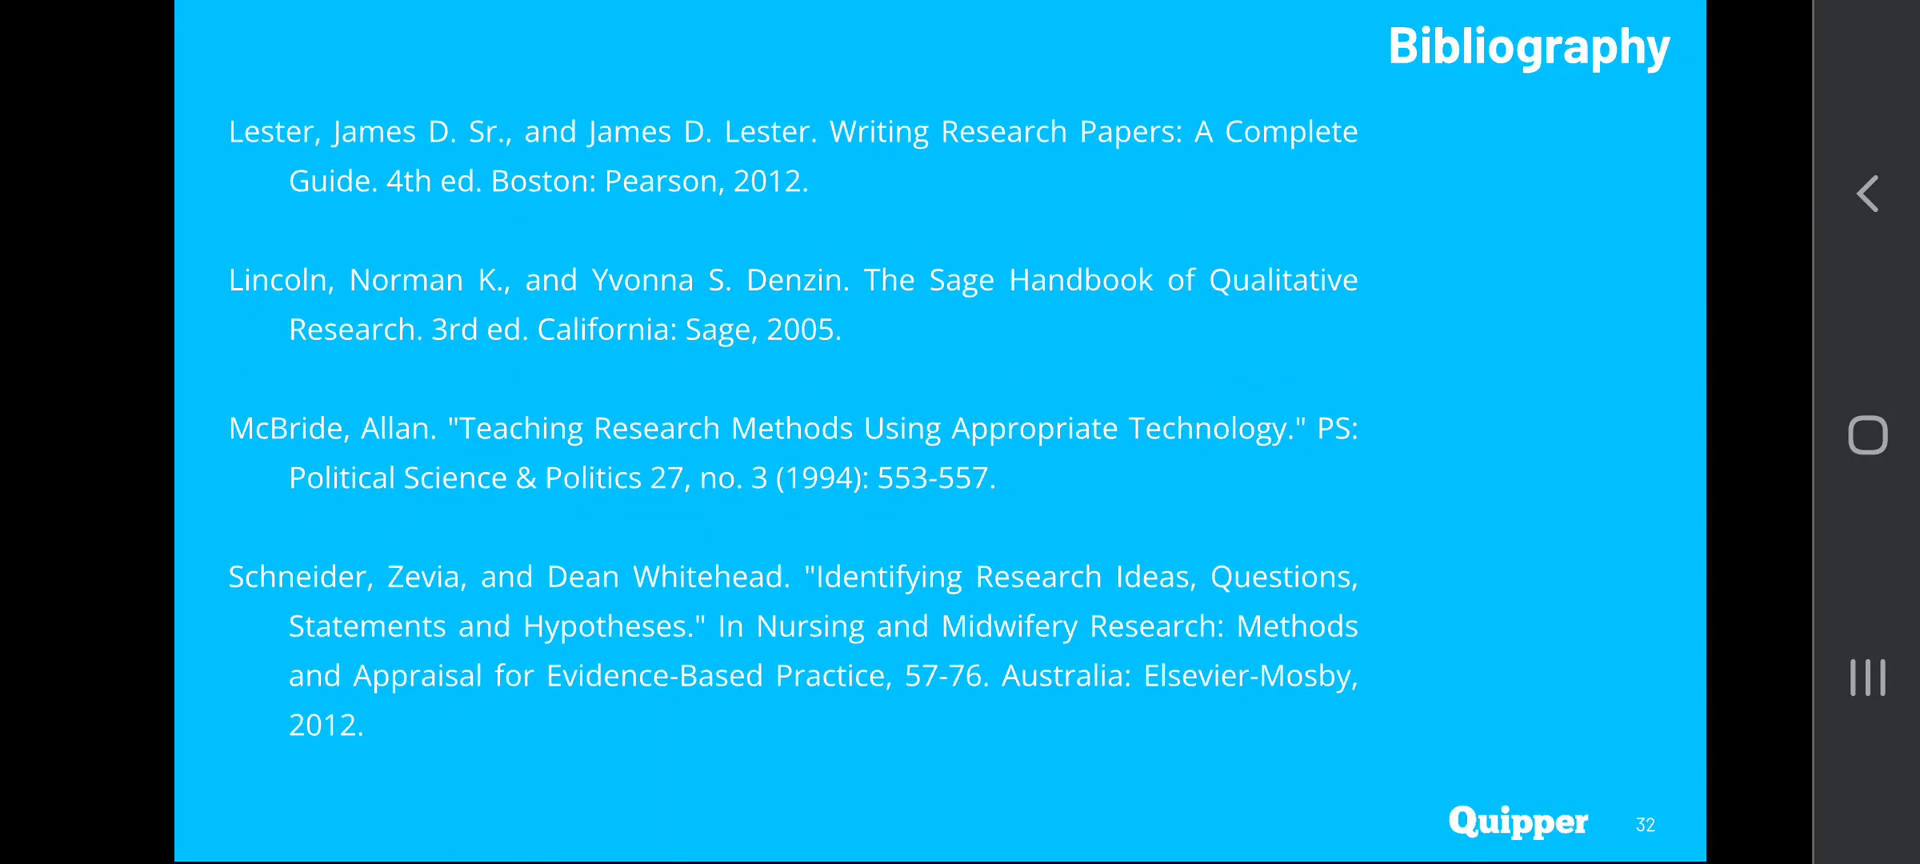 Bibliography
Lester, James D. Sr., and James D. Lester. Writing Research Papers: A Complete
Guide. 4th ed. Boston: Pearson, 2012.
Lincoln, Norman K., and Yvonna S. Denzin. The Sage Handbook of Qualitative
Research. 3rd ed. California: Sage, 2005.
McBride, Allan. "Teaching Research Methods Using Appropriate Technology." PS:
Political Science & Politics 27, no. 3 (1994): 553-557.
Schneider, Zevia, and Dean Whitehead. "Identifying Research Ideas, Questions,
Statements and Hypotheses." In Nursing and Midwifery Research: Methods
and Appraisal for Evidence-Based Practice, 57-76. Australia: Elsevier-Mosby,
2012.
Quipper 32